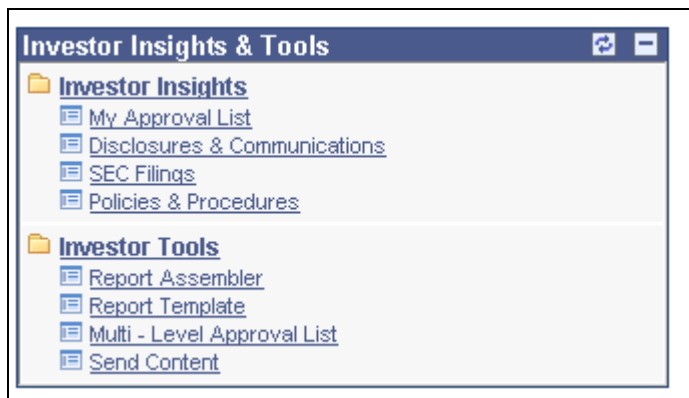 Investor Insights & Tools
Investor Insights
My Approval List
Disclosures & Communications
SEC Filings
Policies & Procedures
Investor Tools
Report Assembler
Report Template
Multi - Level Approval List
Send Content